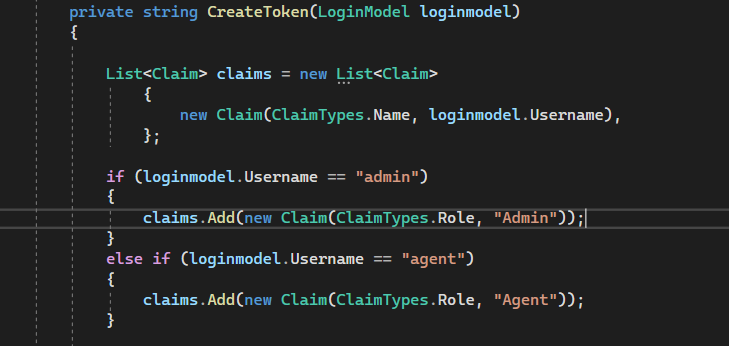 private string CreateToken(LoginModel loginmodel)
{
List<Claim> claims = new List<Claim>
{
new Claim(ClaimTypes.Name, loginmodel.Username),
};
if (loginmodel.Username == "admin")
{
claims.Add(new Claim(ClaimTypes.Role, "Admin"));
}
else if (loginmodel.Username == "agent")
{
claims.Add(new Claim(ClaimTypes.Role, "Agent"));
}